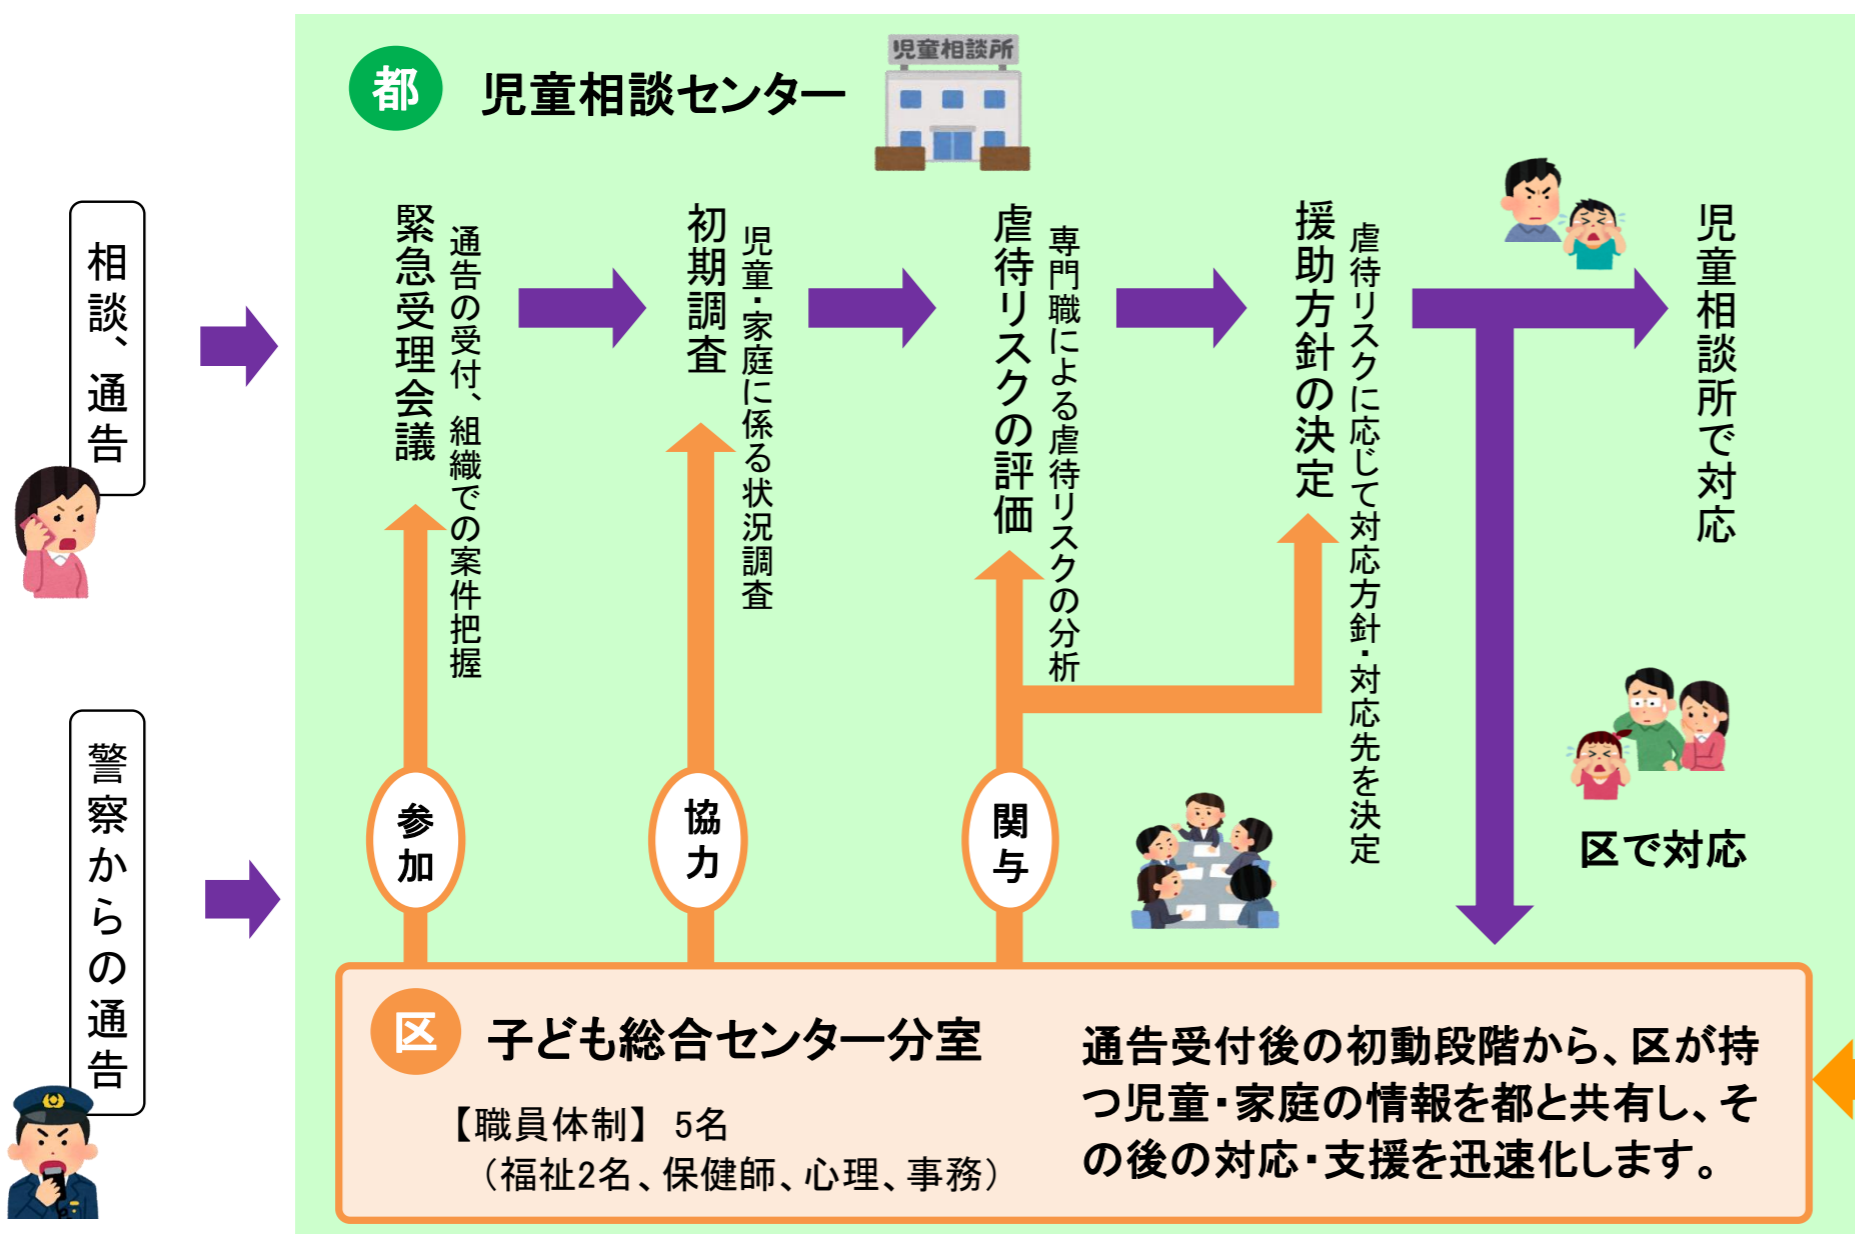 都
児童相談センター
児童相談所
相談、通告
警察からの通告
緊急受理会議
通告の受付、組織での案件把握
初期調査
児童・家庭に係る状況調査
虐待リスクの評価
専門職による虐待リスクの分析
援助方針の決定
虐待リスクに応じて対応方針・対応先を決定
児童相談所で対応
区で対応
参加
協力
関与
区
子ども総合センター分室
【職員体制】 5名
（福祉2名、保健師、心理、事務）
通告受付後の初動段階から、区が持
つ児童・家庭の情報を都と共有し、そ
の後の対応・支援を迅速化します。